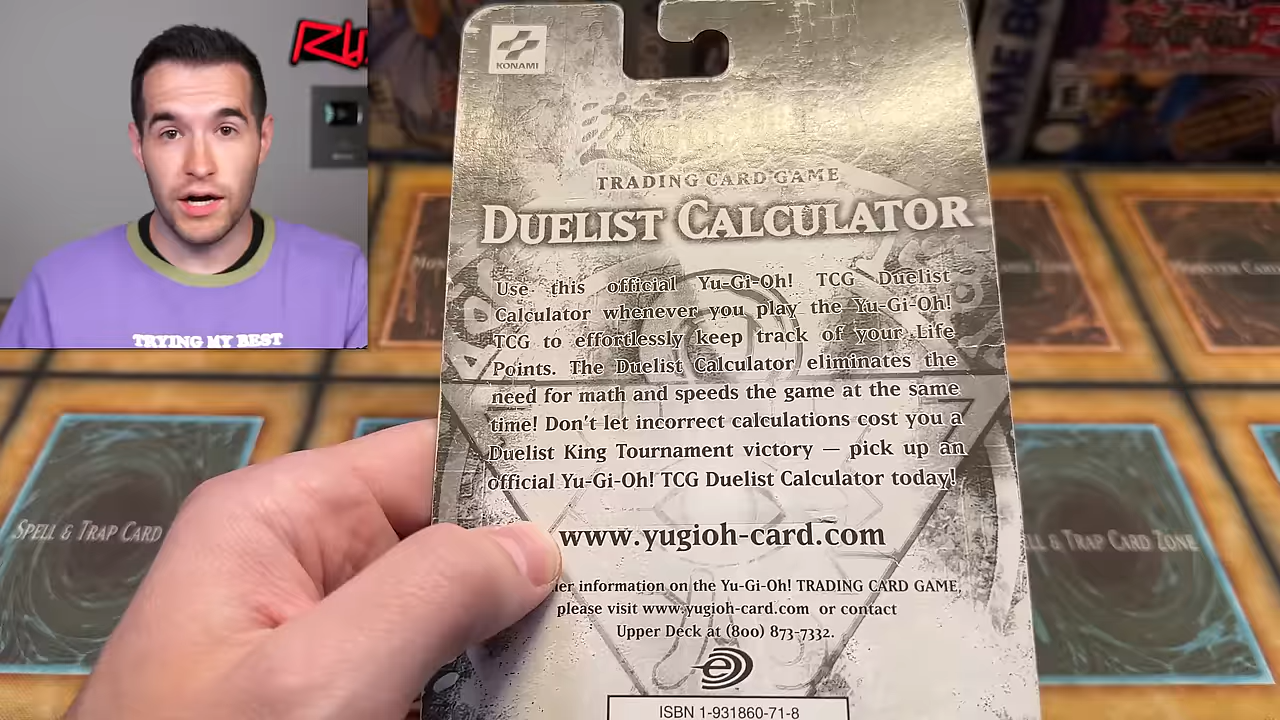 KONAMI
TRADING CARD GAME
DUELIST CALCULATOR
Use this official Yu-Gi-Oh! TCG Duelist
Calculator whenever you play the Yu-Gi-Oh!
TCG to effortlessly keep track of your Life
Points. The Duelist Calculator eliminates the
need for math and speeds the game at the same
time! Don't let incorrect calculations cost you a
Duelist King Tournament victory — pick up an
official Yu-Gi-Oh! TCG Duelist Calculator today!
www.yugioh-card.com
information on the Yu-Gi-Oh! TRADING CARD GAME,
please visit www.yugioh-card.com or contact
Upper Deck at (800) 873-7332.
ISBN 1-931860-71-8
TRYING MY BEST
SPELL & TRAP CARD
& TRAP CARD ZONE
MONSTER CARD
GAME BO
E